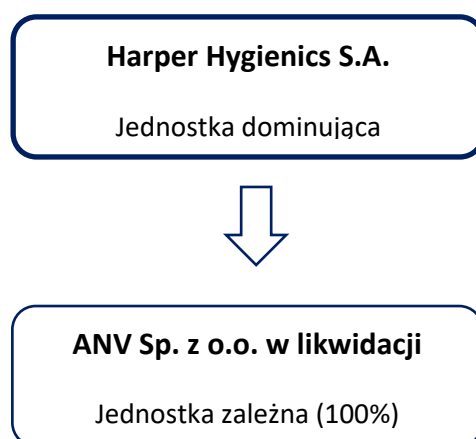 Harper Hygienics S.A.
Jednostka dominująca
ANV Sp. z o.o. w likwidacji
Jednostka zależna (100%)